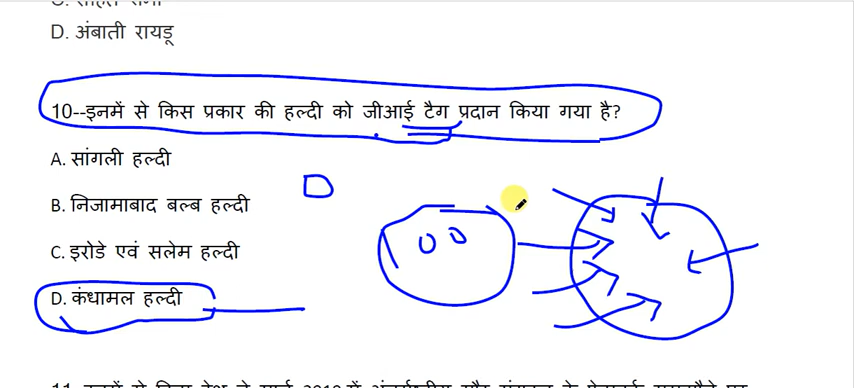 D. अंबाती रायडू
10--इनमें से किस प्रकार की हल्दी को जीआई टैग प्रदान किया गया है?
A. सांगली हल्दी
B. निजामाबाद बल्ब हल्दी
D
C. इरोडे एवं सलेम हल्दी
D. कंधामल हल्दी